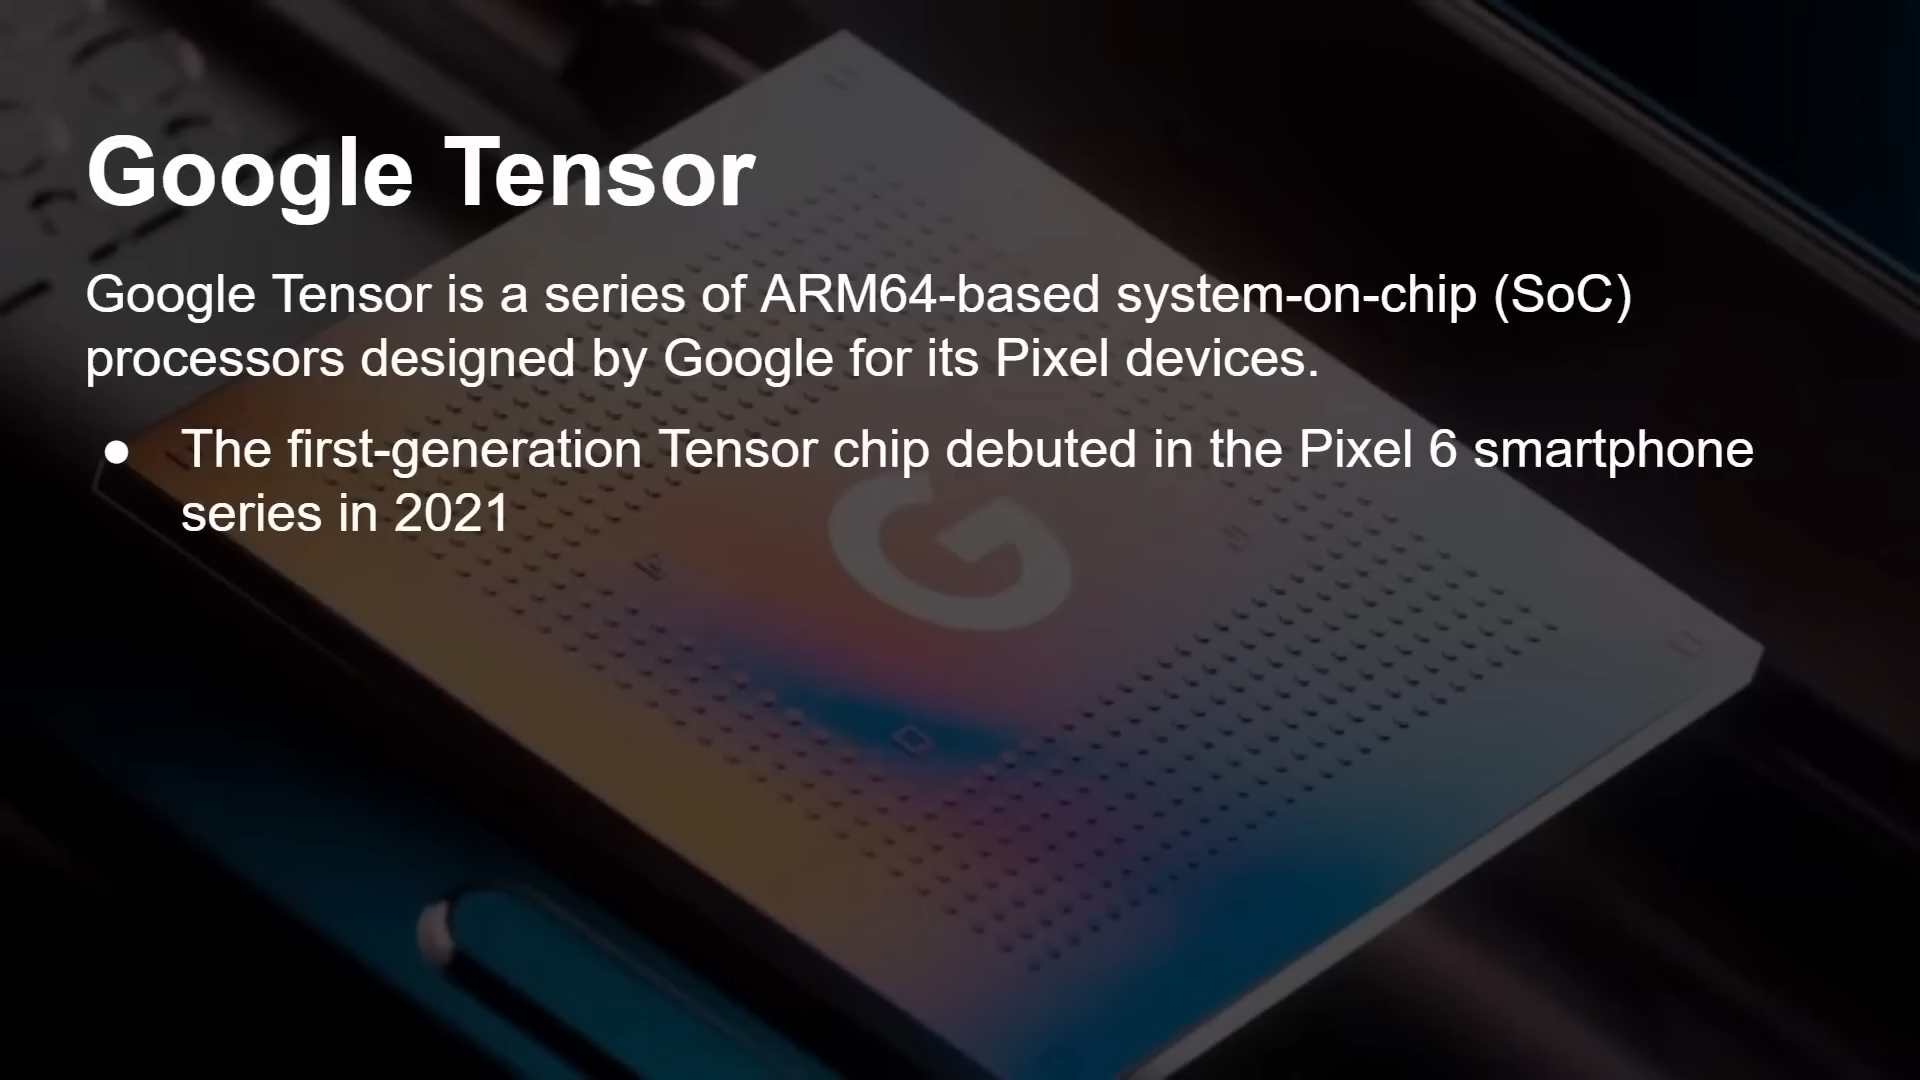 Google Tensor
Google Tensor is a series of ARM64-based system-on-chip (SoC)
processors designed by Google for its Pixel devices.
● The first-generation Tensor chip debuted in the Pixel 6 smartphone
series in 2021
G